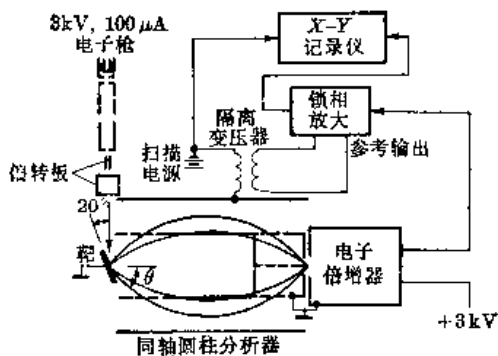 3kV, 100μA
电子枪
X-Y
记录仪
锁相
放大
隔离
变压器
扫描
电源
参考输出
偣转板
20
靶
θ
电子
倍增器
+3kV
同轴圆柱分析器